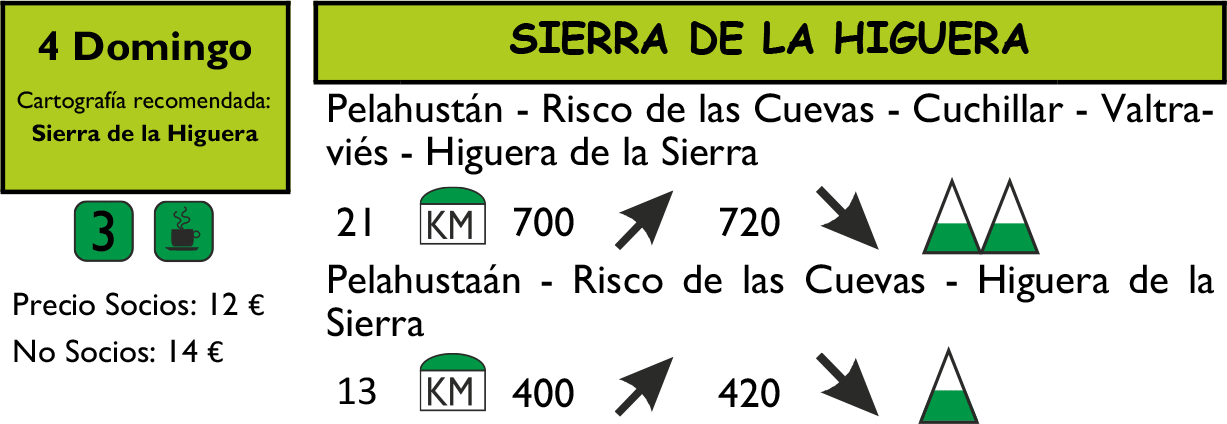 4 Domingo
Cartografía recomendada:
Sierra de la Higuera
3
Precio Socios: 12 €
No Socios: 14 €
SIERRA DE LA HIGUERA
Pelahustán - Risco de las Cuevas - Cuchillar - Valtra-
viés - Higuera de la Sierra
21 KM 700 720
Pelahustaán - Risco de las Cuevas - Higuera de la
Sierra
13 KM 400 420